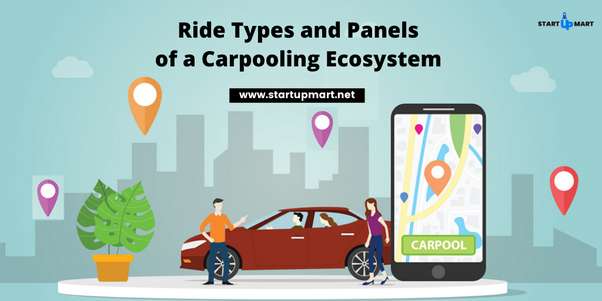 Ride Types and Panels
of a Carpooling Ecosystem
START UP MART
www.startupmart.net
CARPOOL